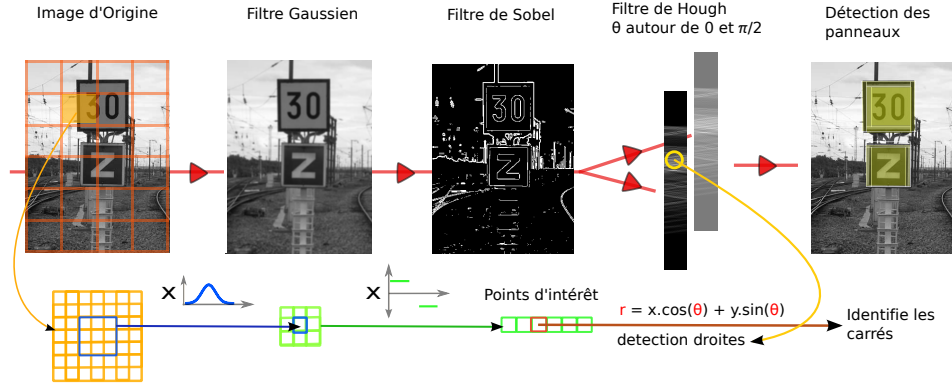 Image d'Origine
Filtre Gaussien
Filtre de Sobel
Filtre de Hough
θ autour de 0 et π/2
Détection des
panneaux
30
Z
30
Z
30
Z
30
Z
X
X
Points d'intérêt
r = x.cos(θ) + y.sin(θ)
detection droites
Identifie les
carrés